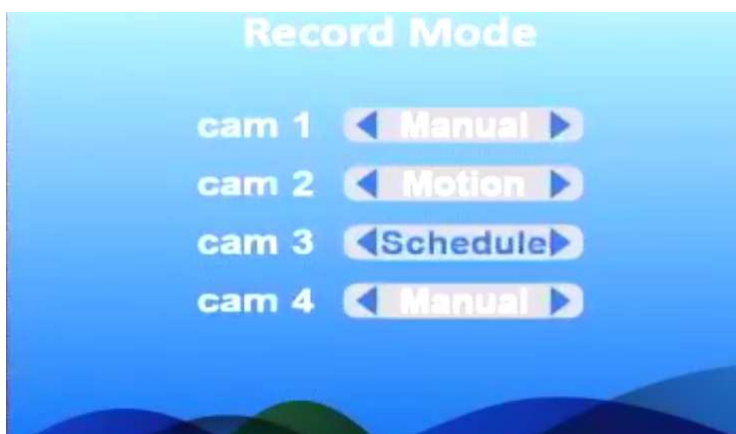 Record Mode
cam 1 Manual
cam 2 Motion
cam 3 Schedule
cam 4 Manual